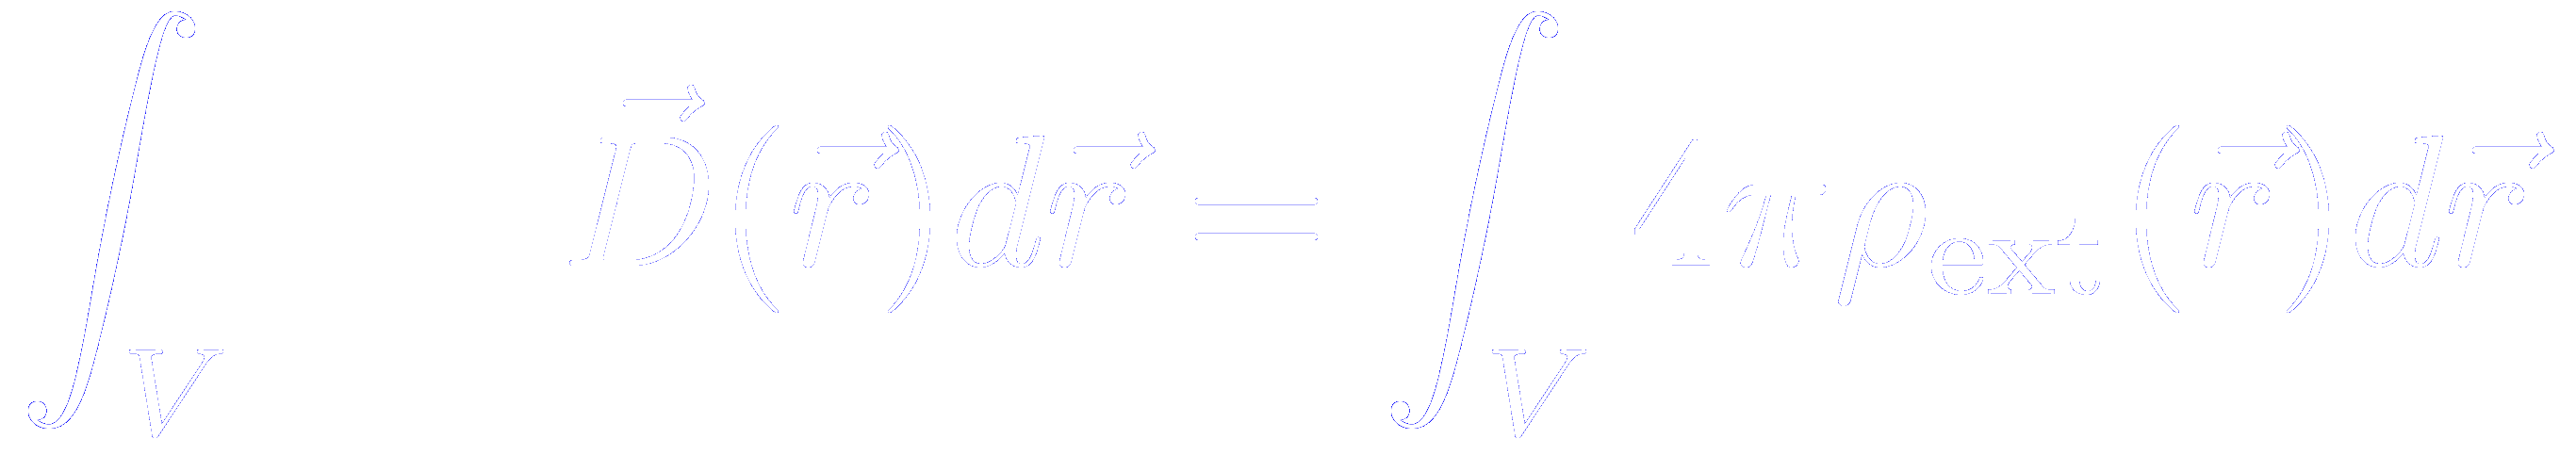 ∫_V D⃗(r⃗)dr⃗ = ∫_V 4πρ_ext(r⃗)dr⃗